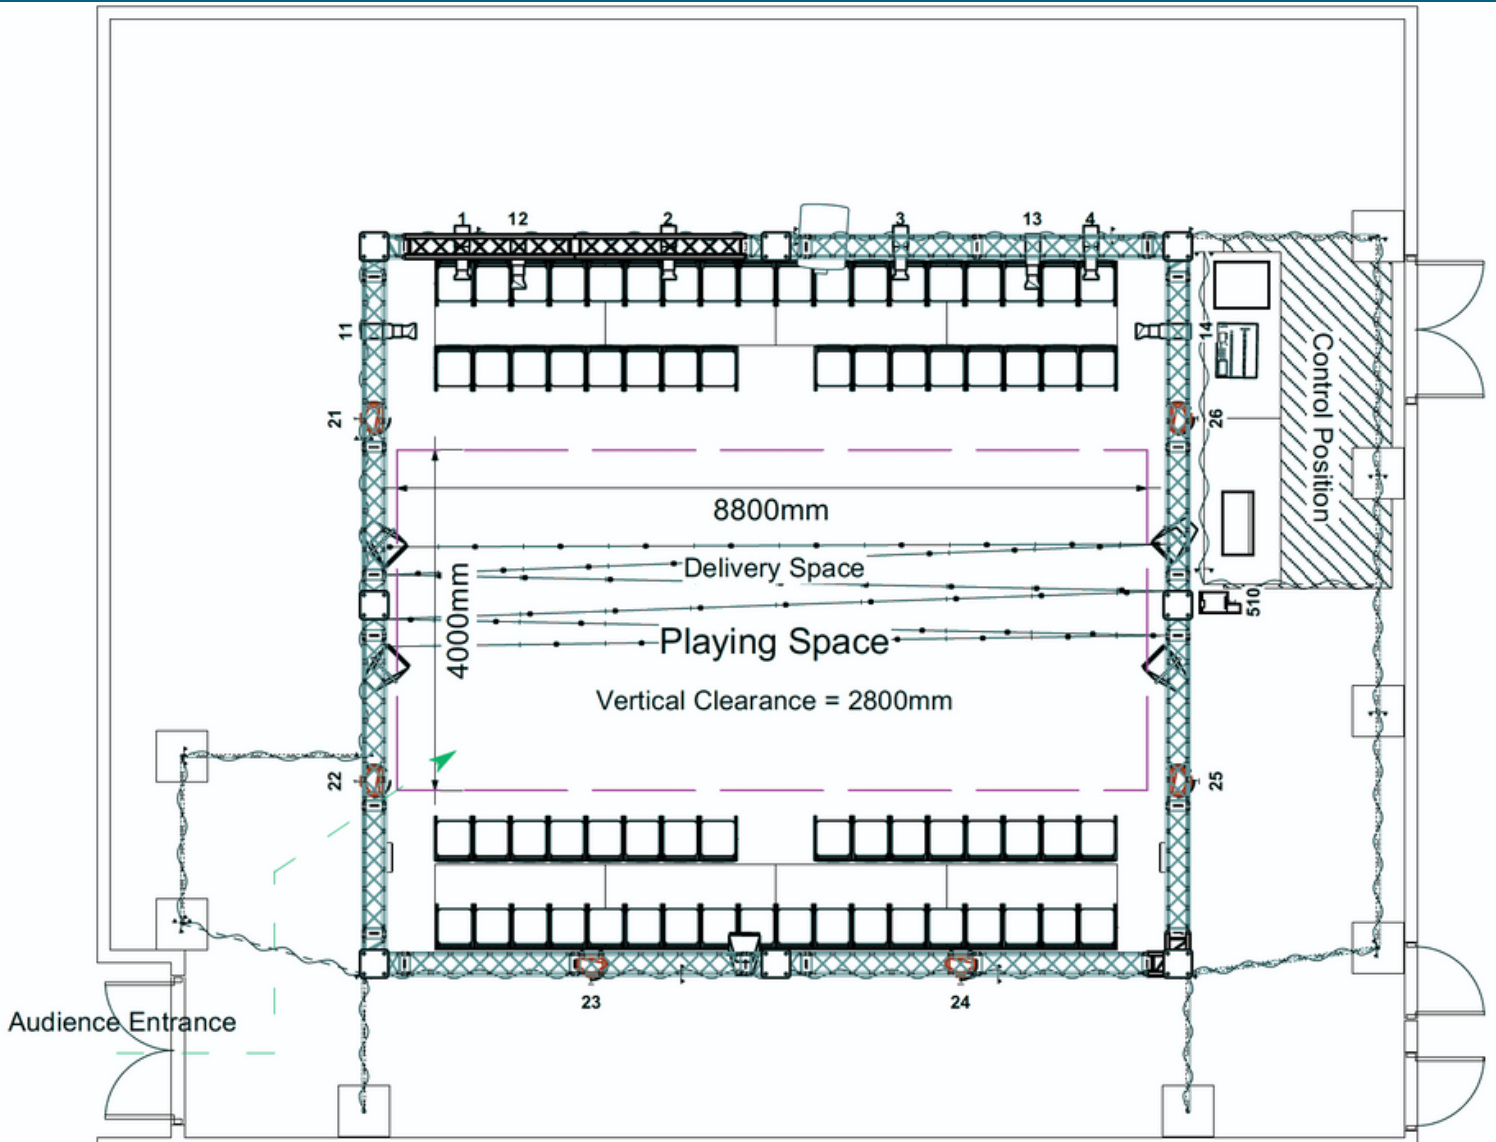 1 12 2 3 13 4
11
14
21
26
Control Position
8800mm
Delivery Space
4000mm
510
Playing Space
Vertical Clearance = 2800mm
22
25
23
24
Audience Entrance